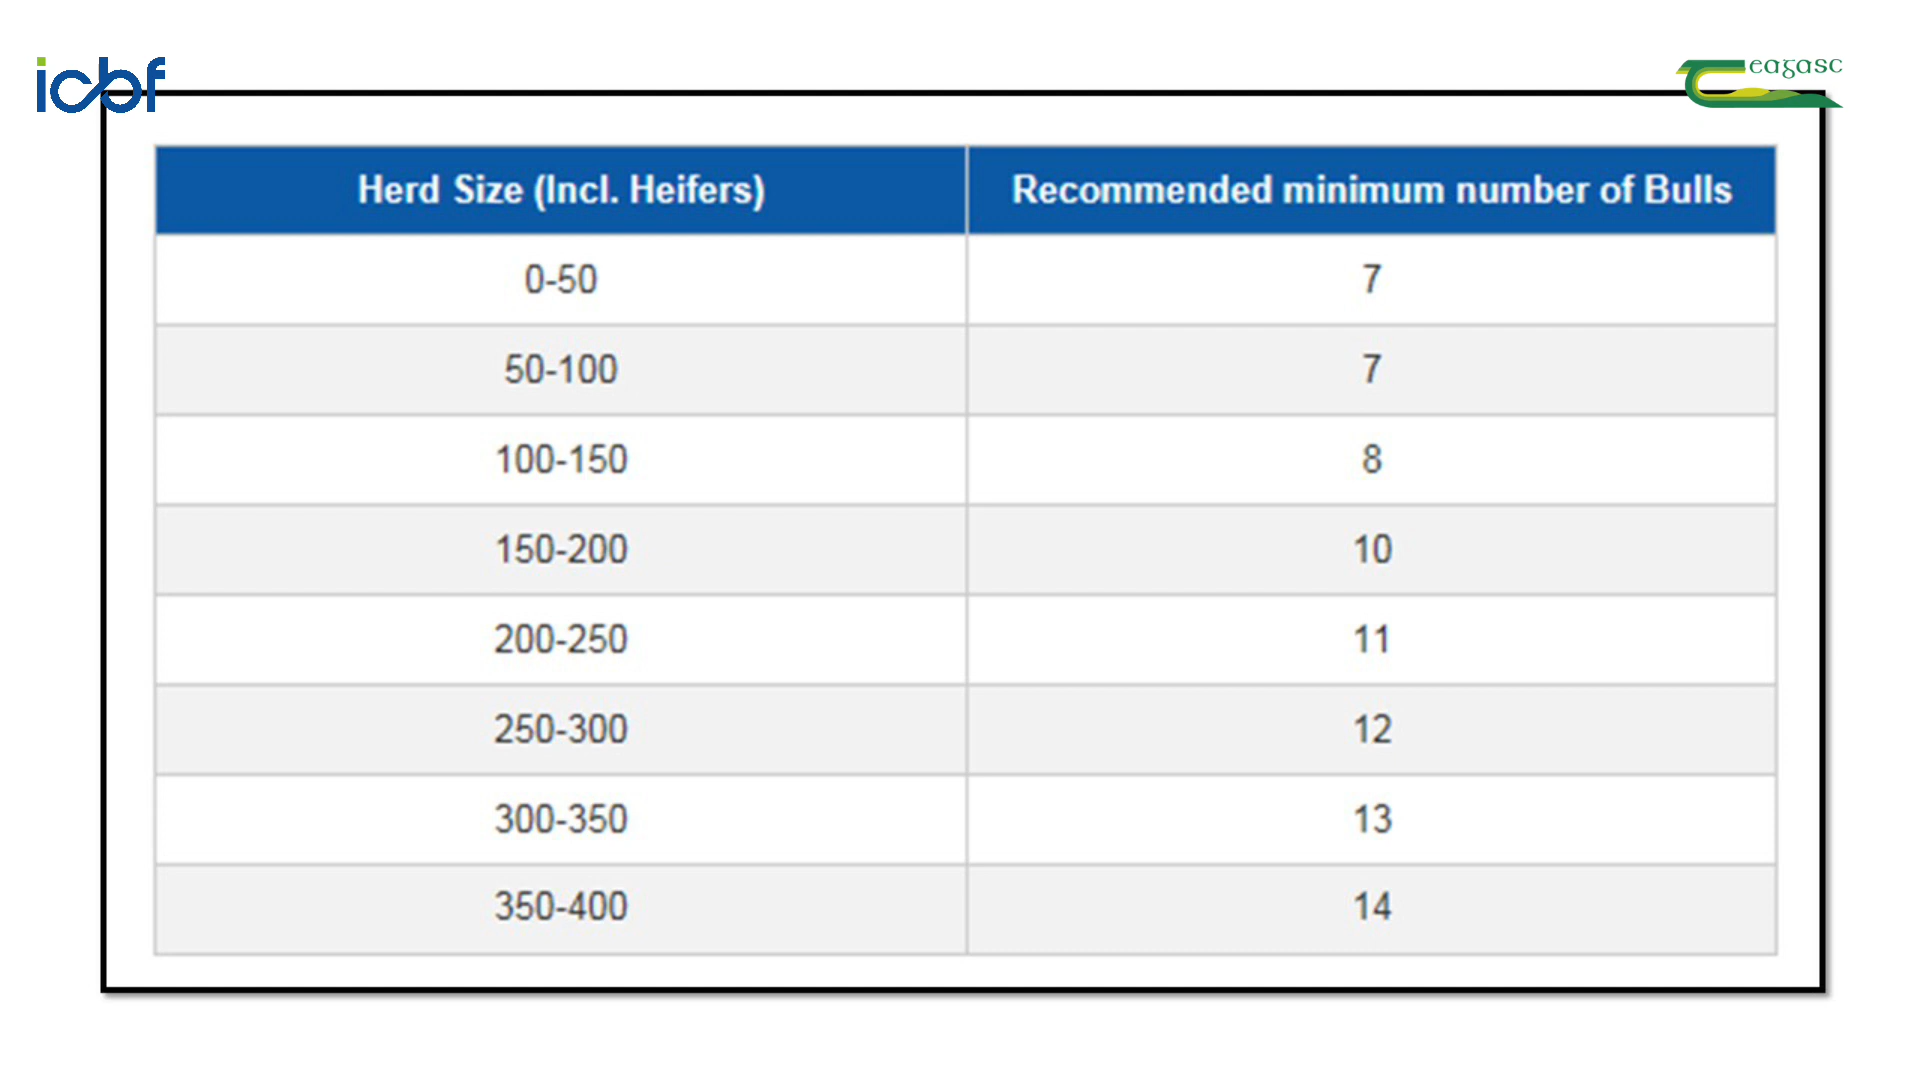 icbf
eagasc
Herd Size (Incl. Heifers) Recommended minimum number of Bulls
0-50 7
50-100 7
100-150 8
150-200 10
200-250 11
250-300 12
300-350 13
350-400 14